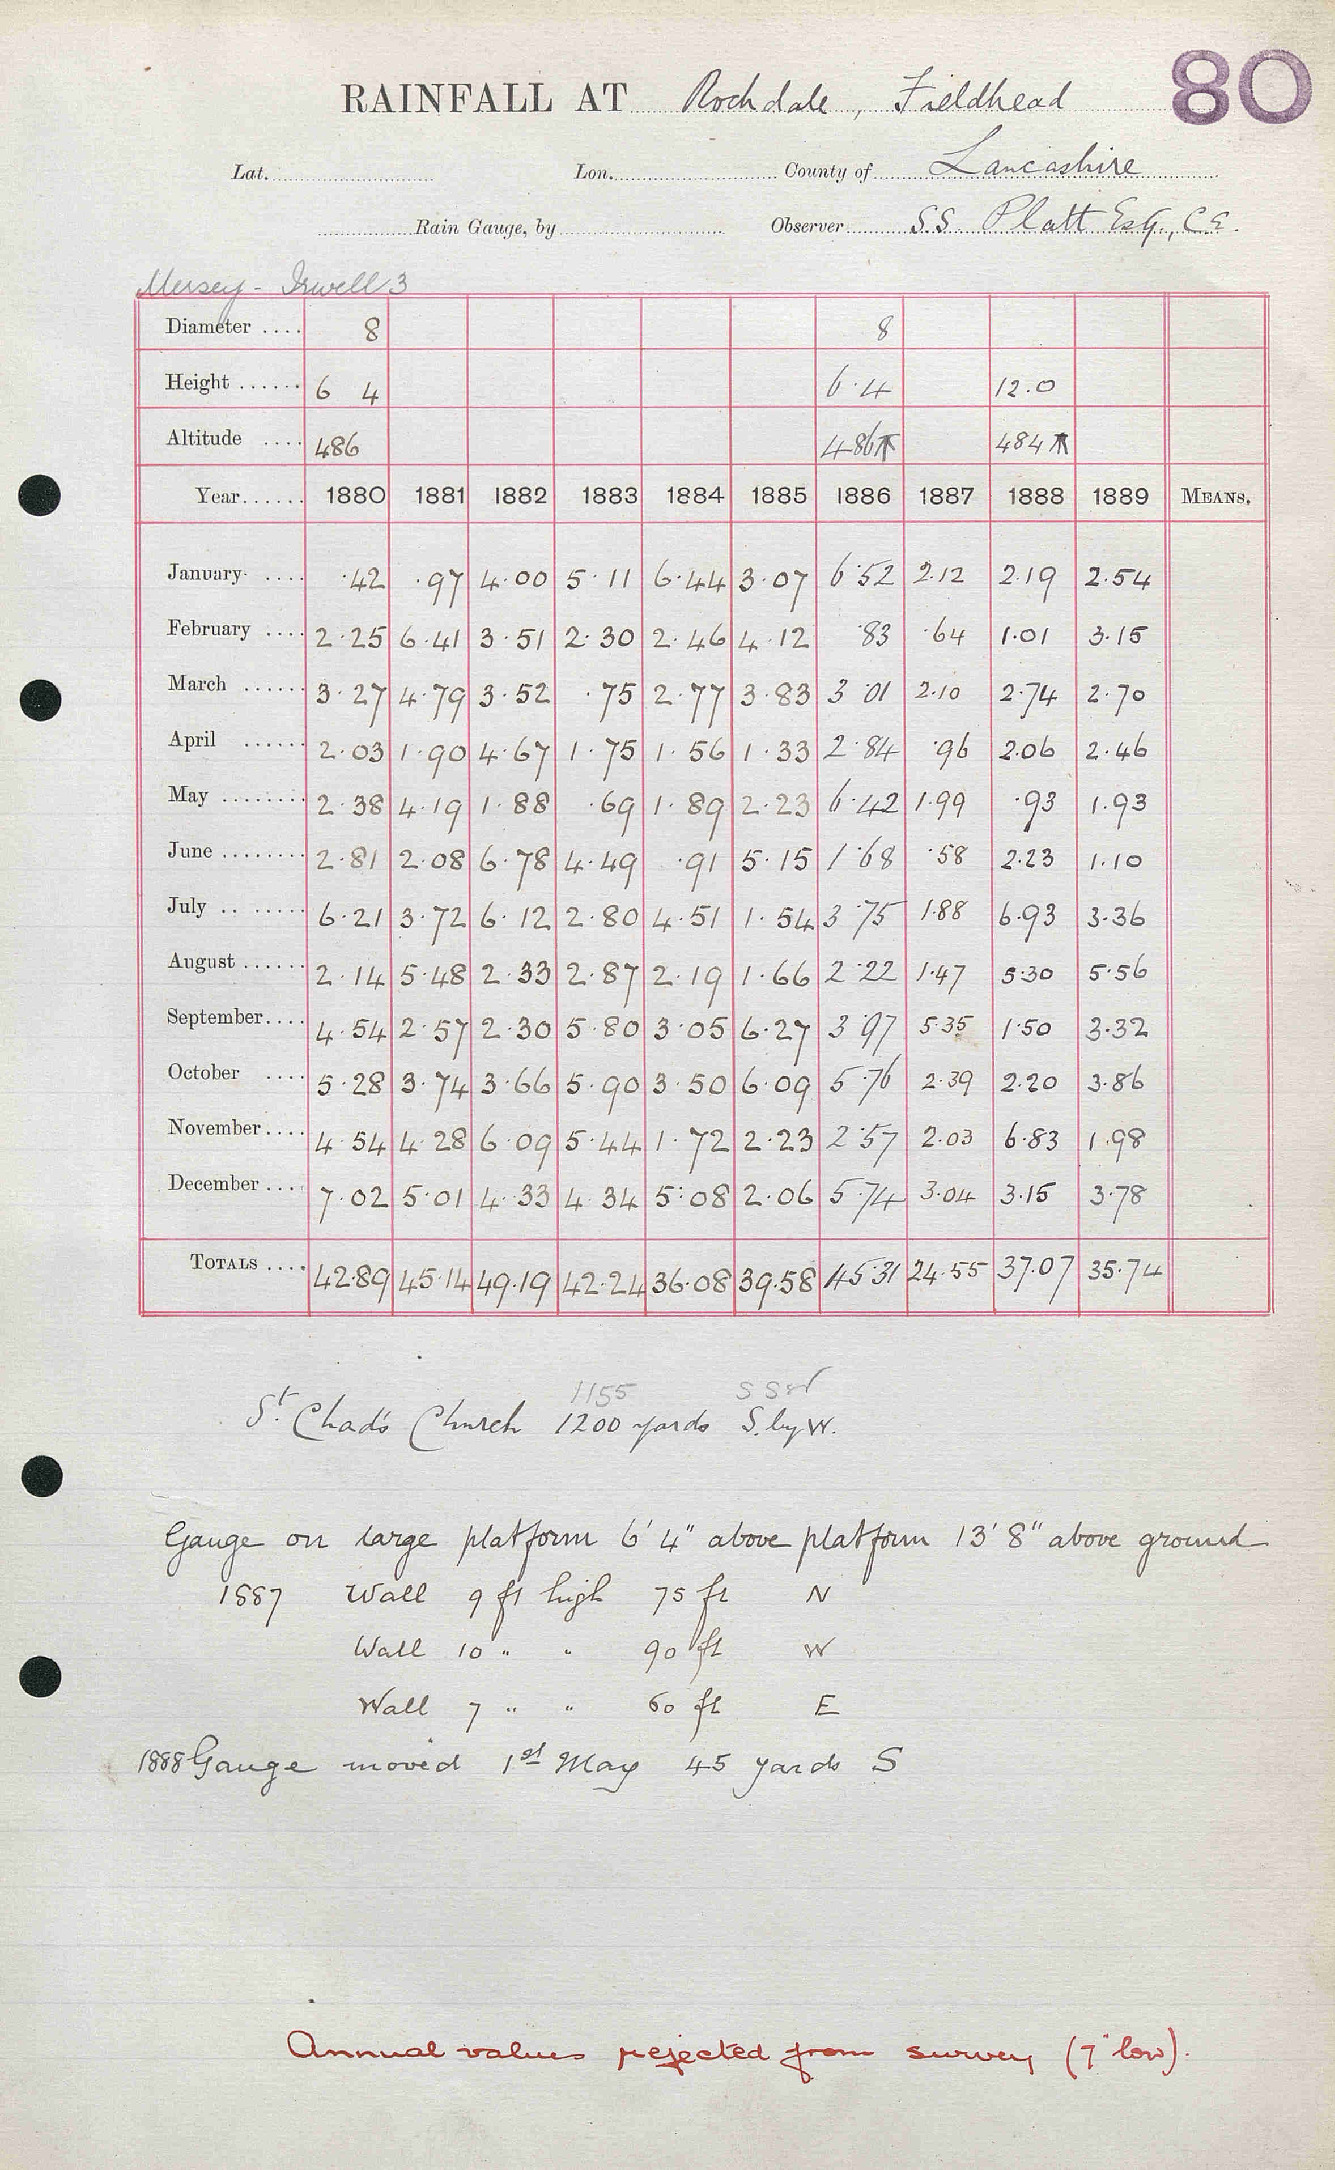 80
RAINFALL AT Rochdale, Fieldhead
Lat. Lon. County of Lancashire
Rain Gauge, by Observer S.S. Platt Esq., C.E.
Mersey - Irwell 3
Diameter .... 8 8
Height ...... 6 4 6.4 12.0
Altitude .... 486 486 484
Year...... 1880 1881 1882 1883 1884 1885 1886 1887 1888 1889 MEANS.
January .... .42 .97 4.00 5.11 6.44 3.07 6.52 2.12 2.19 2.54
February .... 2.25 6.41 3.51 2.30 2.46 4.12 .83 .64 1.01 3.15
March ...... 3.27 4.79 3.52 .75 2.77 3.83 3.01 2.10 2.74 2.70
April ...... 2.03 1.90 4.67 1.75 1.56 1.33 2.84 .96 2.06 2.46
May ........ 2.38 4.19 1.88 .69 1.89 2.23 6.42 1.99 .93 1.93
June ........ 2.81 2.08 6.78 4.49 .91 5.15 1.68 .58 2.23 1.10
July ........ 6.21 3.72 6.12 2.80 4.51 1.54 3.75 1.88 6.93 3.36
August ...... 2.14 5.48 2.33 2.87 2.19 1.66 2.22 1.47 5.30 5.56
September.... 4.54 2.57 2.30 5.80 3.05 6.27 3.97 5.35 1.50 3.32
October .... 5.28 3.74 3.66 5.90 3.50 6.09 5.76 2.39 2.20 3.86
November.... 4.54 4.28 6.09 5.44 1.72 2.23 2.57 2.03 6.83 1.98
December .... 7.02 5.01 4.33 4.34 5.08 2.06 5.74 3.04 3.15 3.78
TOTALS .... 42.89 45.14 49.19 42.24 36.08 39.58 45.31 24.55 37.07 35.74
1155 SSW
St. Chad's Church 1200 yards S. by W.
Gauge on large platform 6' 4" above platform 13' 8" above ground
1887 Wall 9 ft high 75 ft N
Wall 10 " " 90 ft W
Wall 7 " " 60 ft E
1888 Gauge moved 1st May 45 yards S
Annual values rejected from survey (7" low).